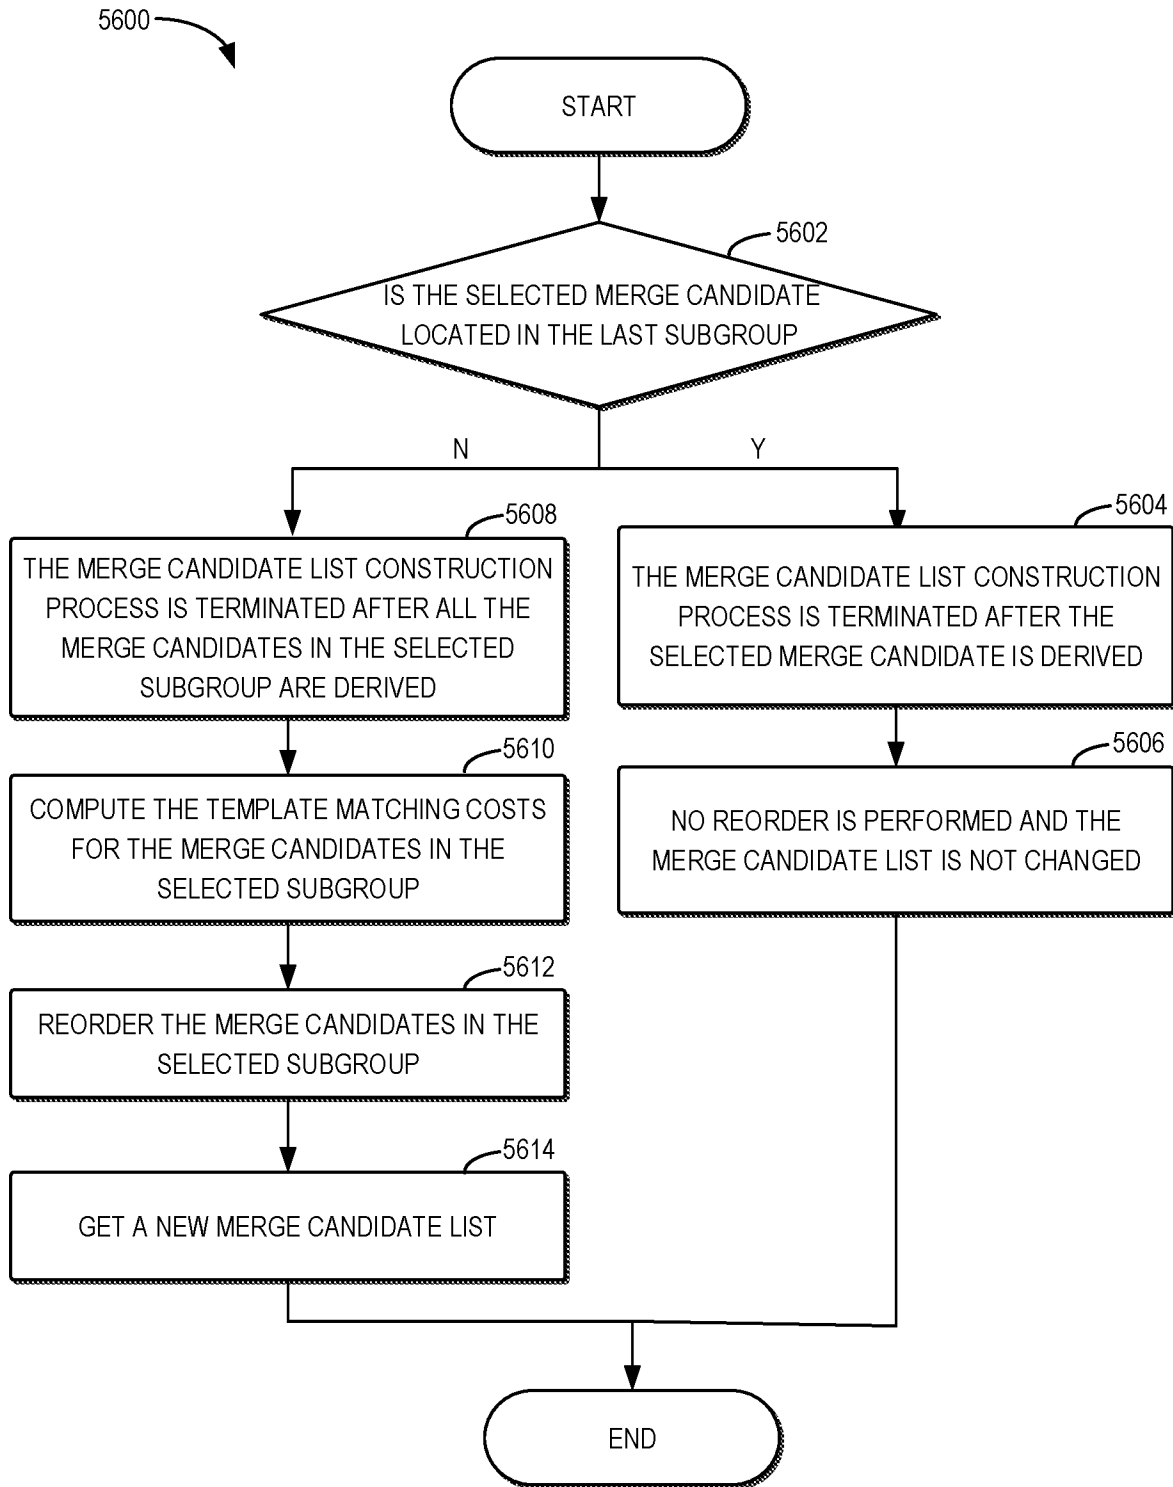 5600
START
5602
IS THE SELECTED MERGE CANDIDATE
LOCATED IN THE LAST SUBGROUP
N
Y
5608
THE MERGE CANDIDATE LIST CONSTRUCTION
PROCESS IS TERMINATED AFTER ALL THE
MERGE CANDIDATES IN THE SELECTED
SUBGROUP ARE DERIVED
5604
THE MERGE CANDIDATE LIST CONSTRUCTION
PROCESS IS TERMINATED AFTER THE
SELECTED MERGE CANDIDATE IS DERIVED
5610
COMPUTE THE TEMPLATE MATCHING COSTS
FOR THE MERGE CANDIDATES IN THE
SELECTED SUBGROUP
5606
NO REORDER IS PERFORMED AND THE
MERGE CANDIDATE LIST IS NOT CHANGED
5612
REORDER THE MERGE CANDIDATES IN THE
SELECTED SUBGROUP
5614
GET A NEW MERGE CANDIDATE LIST
END